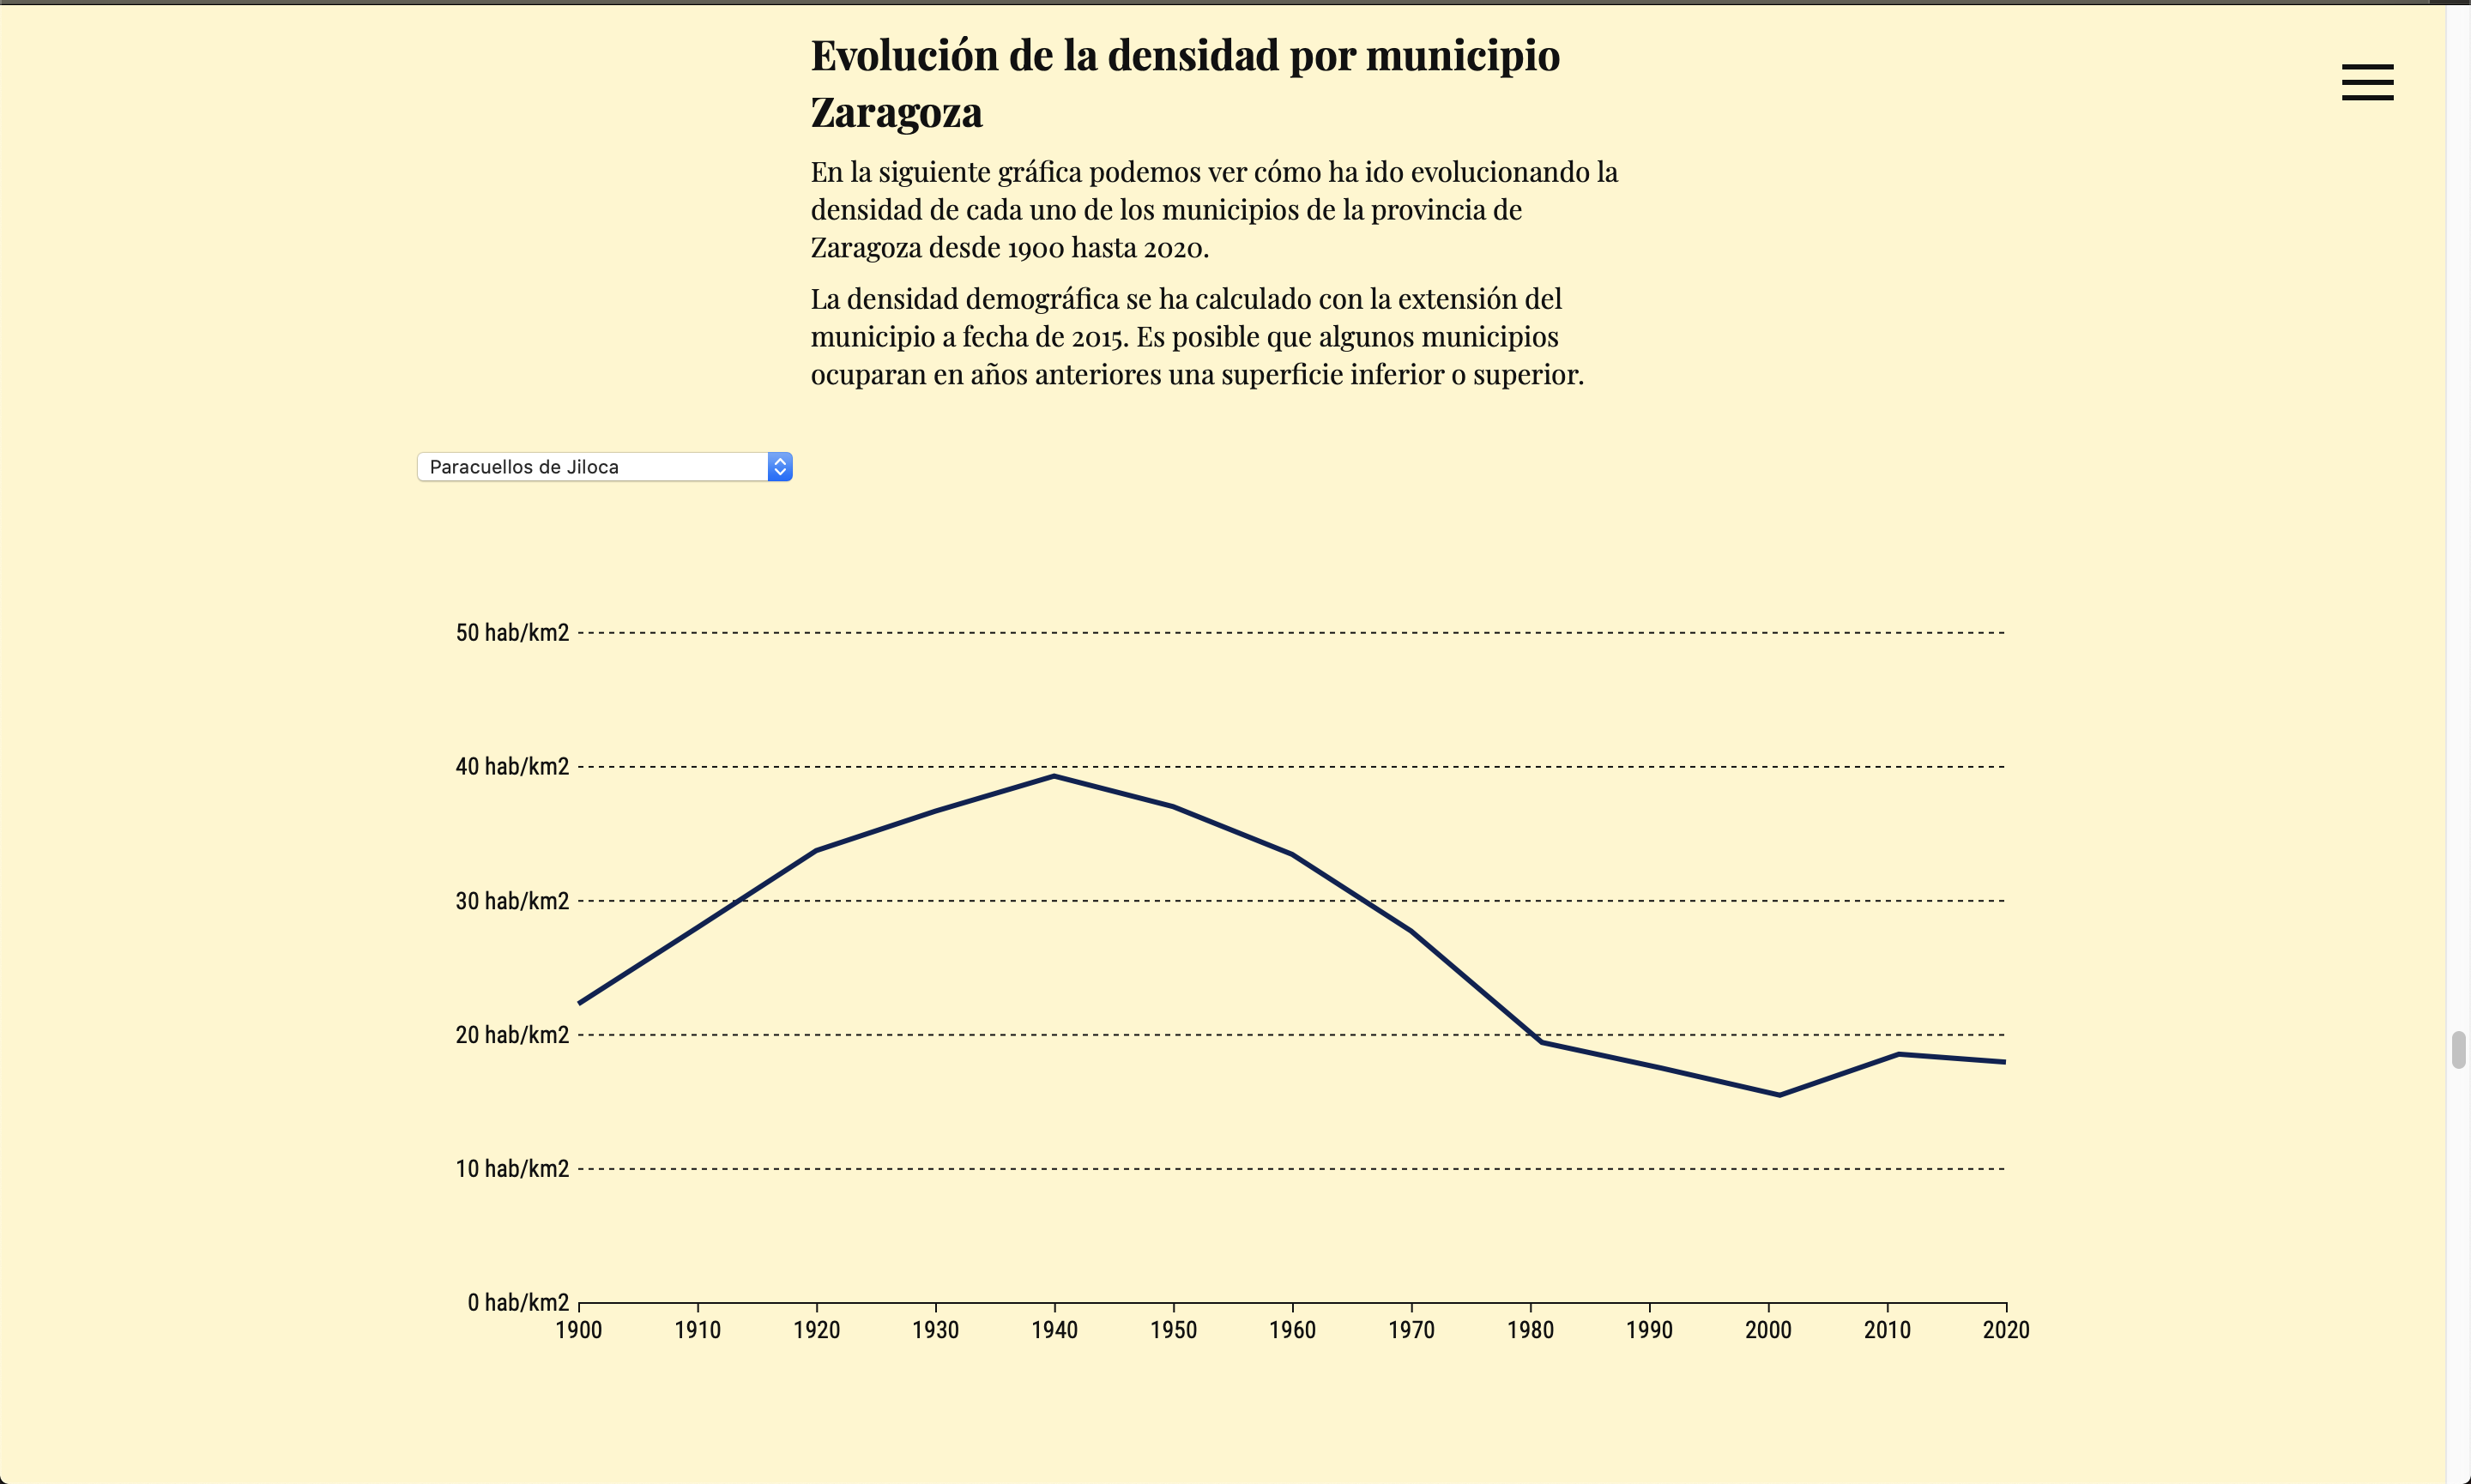 Evolución de la densidad por municipio
Zaragoza
En la siguiente gráfica podemos ver cómo ha ido evolucionando la
densidad de cada uno de los municipios de la provincia de
Zaragoza desde 1900 hasta 2020.
La densidad demográfica se ha calculado con la extensión del
municipio a fecha de 2015. Es posible que algunos municipios
ocuparan en años anteriores una superficie inferior o superior.
Paracuellos de Jiloca
50 hab/km2
40 hab/km2
30 hab/km2
20 hab/km2
10 hab/km2
0 hab/km2
1900 1910 1920 1930 1940 1950 1960 1970 1980 1990 2000 2010 2020